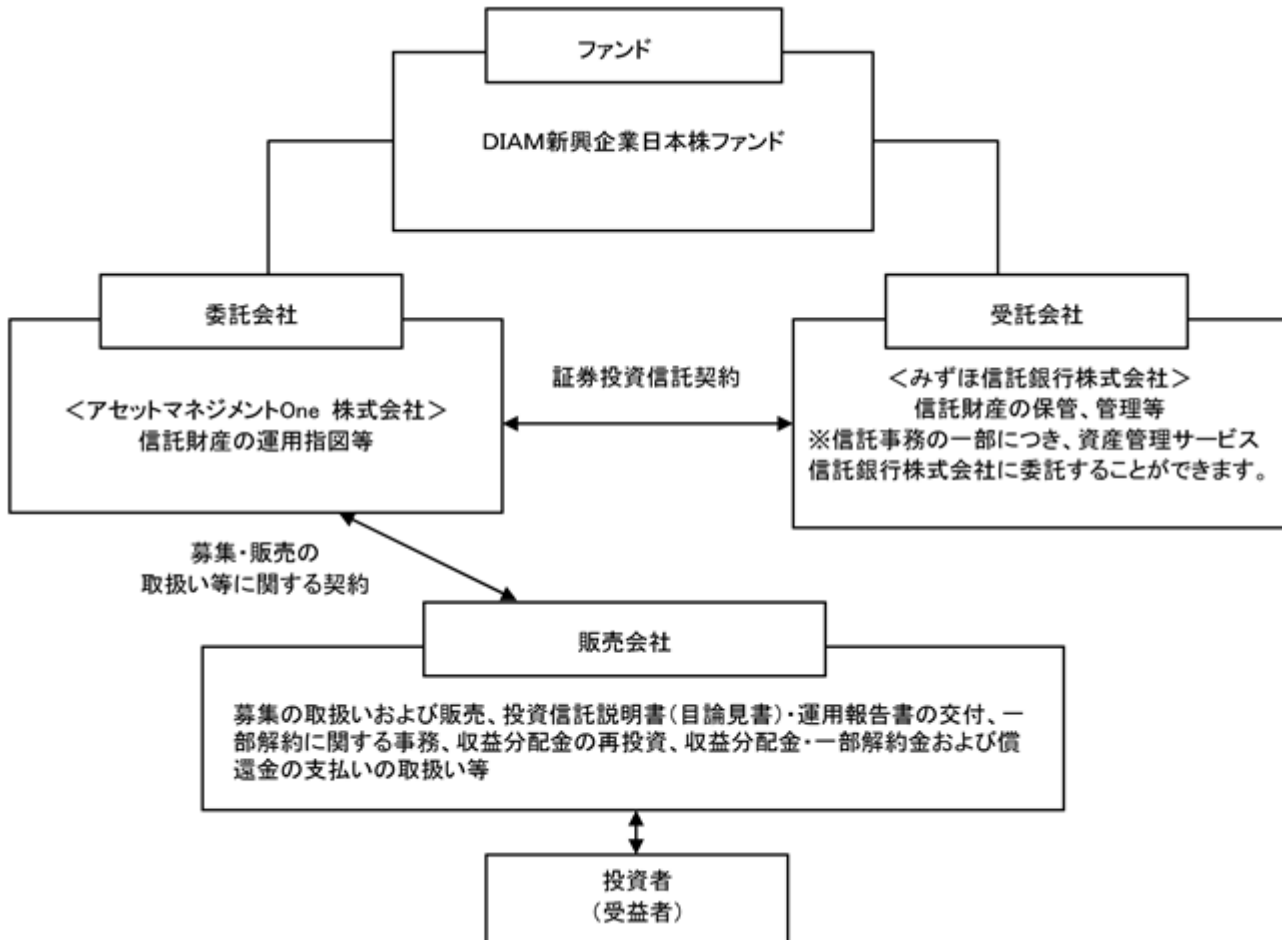 ファンド
DIAM新興企業日本株ファンド
委託会社
＜アセットマネジメントOne 株式会社＞
信託財産の運用指図等
証券投資信託契約
受託会社
＜みずほ信託銀行株式会社＞
信託財産の保管、管理等
※信託事務の一部につき、資産管理サービス
信託銀行株式会社に委託することができます。
募集・販売の
取扱い等に関する契約
販売会社
募集の取扱いおよび販売、投資信託説明書（目論見書）・運用報告書の交付、一
部解約に関する事務、収益分配金の再投資、収益分配金・一部解約金および償
還金の支払いの取扱い等
投資者
（受益者）